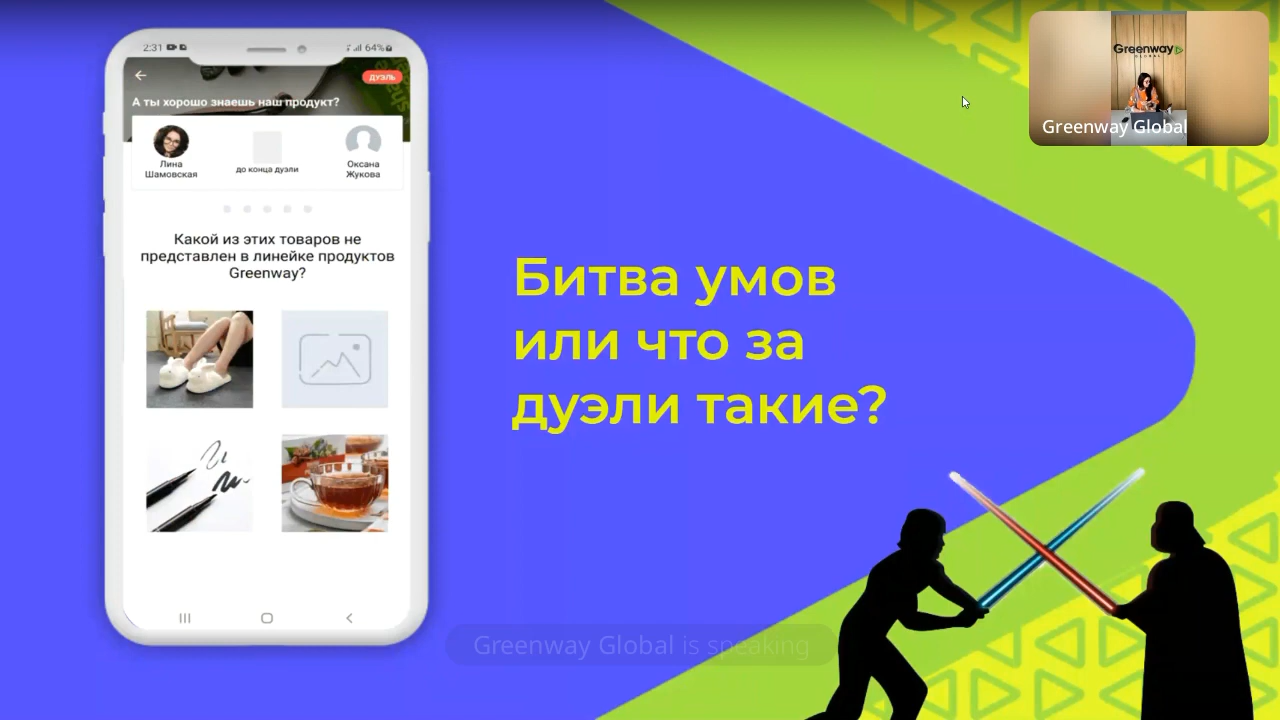 2:31
64%
ДУЭЛЬ
А ты хорошо знаешь наш продукт?
Лина
Шамовская
до конца дуэли
Оксана
Жукова
Какой из этих товаров не
представлен в линейке продуктов
Greenway?
Битва умов
или что за
дуэли такие?
Greenway
GLOBAL
Greenway Global
Greenway Global is speaking